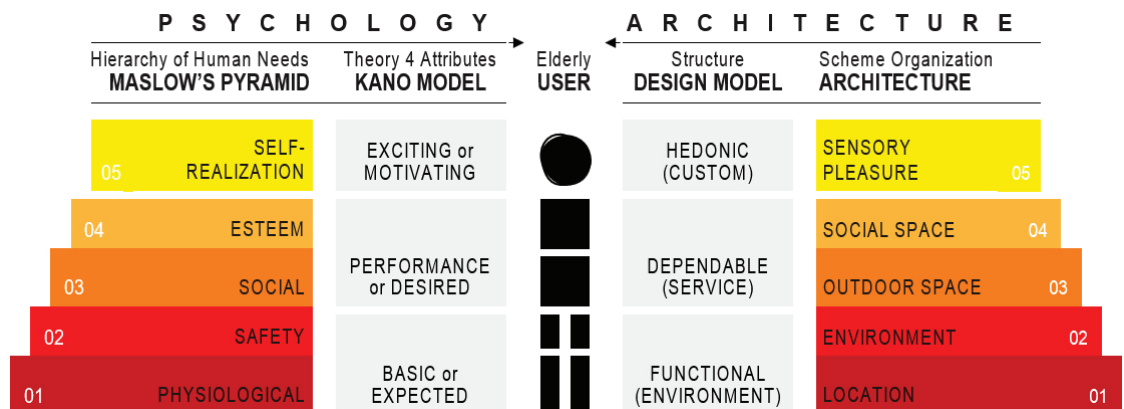 PSYCHOLOGY ARCHITECTURE
Hierarchy of Human Needs Theory 4 Attributes Elderly Structure Scheme Organization
MASLOW'S PYRAMID KANO MODEL USER DESIGN MODEL ARCHITECTURE
SELF-
REALIZATION
05
EXCITING or
MOTIVATING
HEDONIC
(CUSTOM)
SENSORY
PLEASURE
05
04 ESTEEM
SOCIAL SPACE 04
03 SOCIAL
PERFORMANCE
or DESIRED
DEPENDABLE
(SERVICE)
OUTDOOR SPACE 03
02 SAFETY
ENVIRONMENT 02
01 PHYSIOLOGICAL
BASIC or
EXPECTED
FUNCTIONAL
(ENVIRONMENT)
LOCATION 01